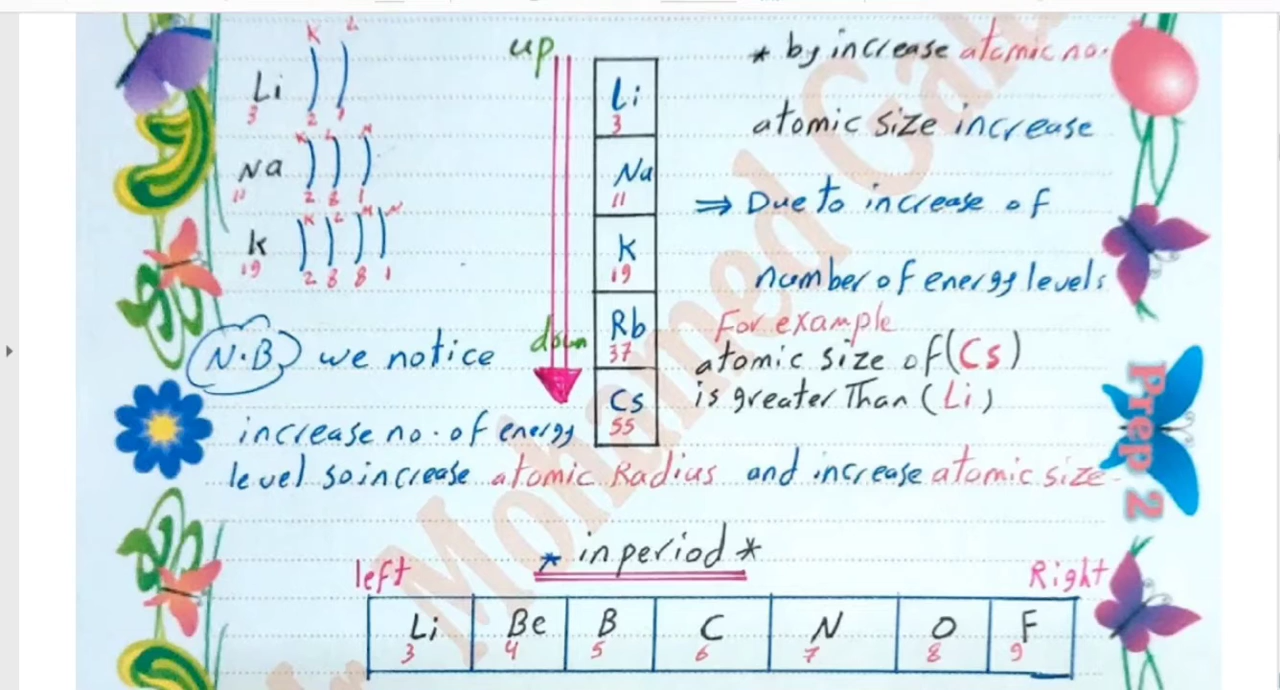 K L
Li ) )
3 2 1
K L M
Na ) ) )
11 2 8 1
K L M N
k ) ) ) )
19 2 8 8 1
up
down
Li
3
Na
11
K
19
Rb
37
Cs
55
* by increase atomic no.
atomic size increase
⇒ Due to increase of
number of energy levels
For example
atomic size of (Cs)
is greater Than (Li)
N.B we notice
increase no. of energy
level so increase atomic Radius and increase atomic size
* in period *
left Right
Li Be B C N O F
3 4 5 6 7 8 9
Prep 2
Mohamed